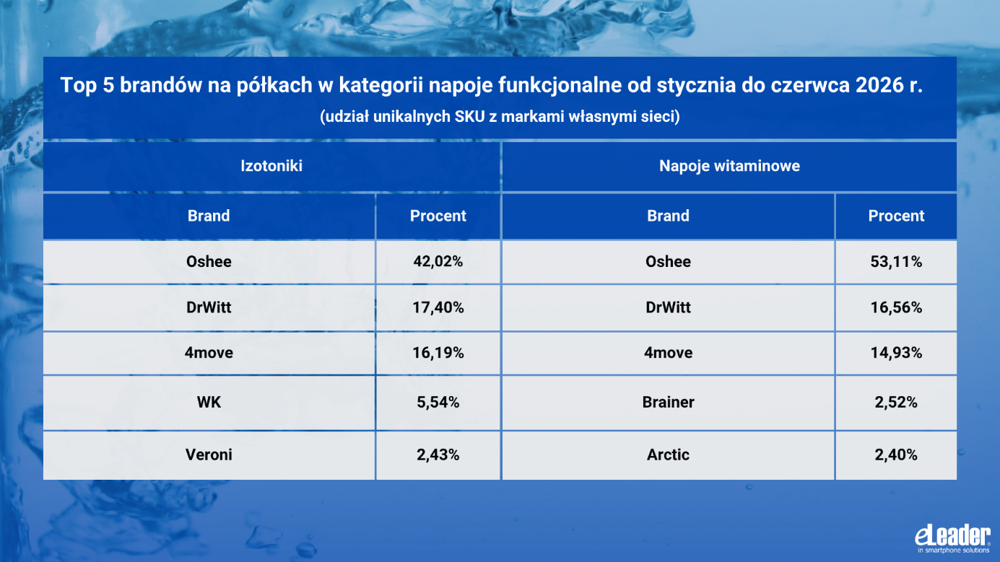 Top 5 brandów na półkach w kategorii napoje funkcjonalne od stycznia do czerwca 2026 r.
(udział unikalnych SKU z markami własnymi sieci)
Izotoniki Napoje witaminowe
Brand Procent Brand Procent
Oshee 42,02% Oshee 53,11%
DrWitt 17,40% DrWitt 16,56%
4move 16,19% 4move 14,93%
WK 5,54% Brainer 2,52%
Veroni 2,43% Arctic 2,40%
eLeader
in smartphone solutions